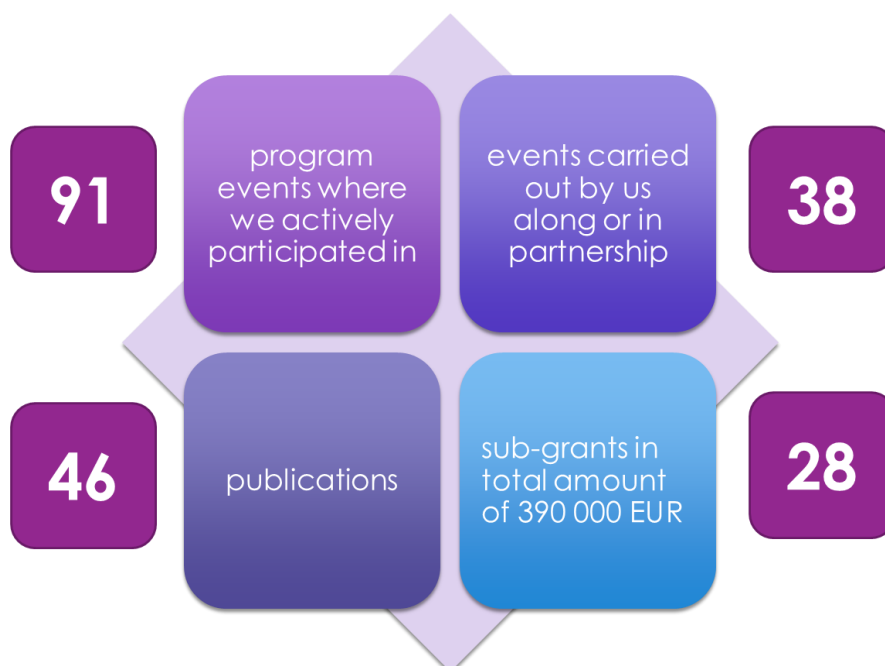 91
program
events where
we actively
participated in
events carried
out by us
along or in
partnership
38
46
publications
sub-grants in
total amount
of 390 000 EUR
28